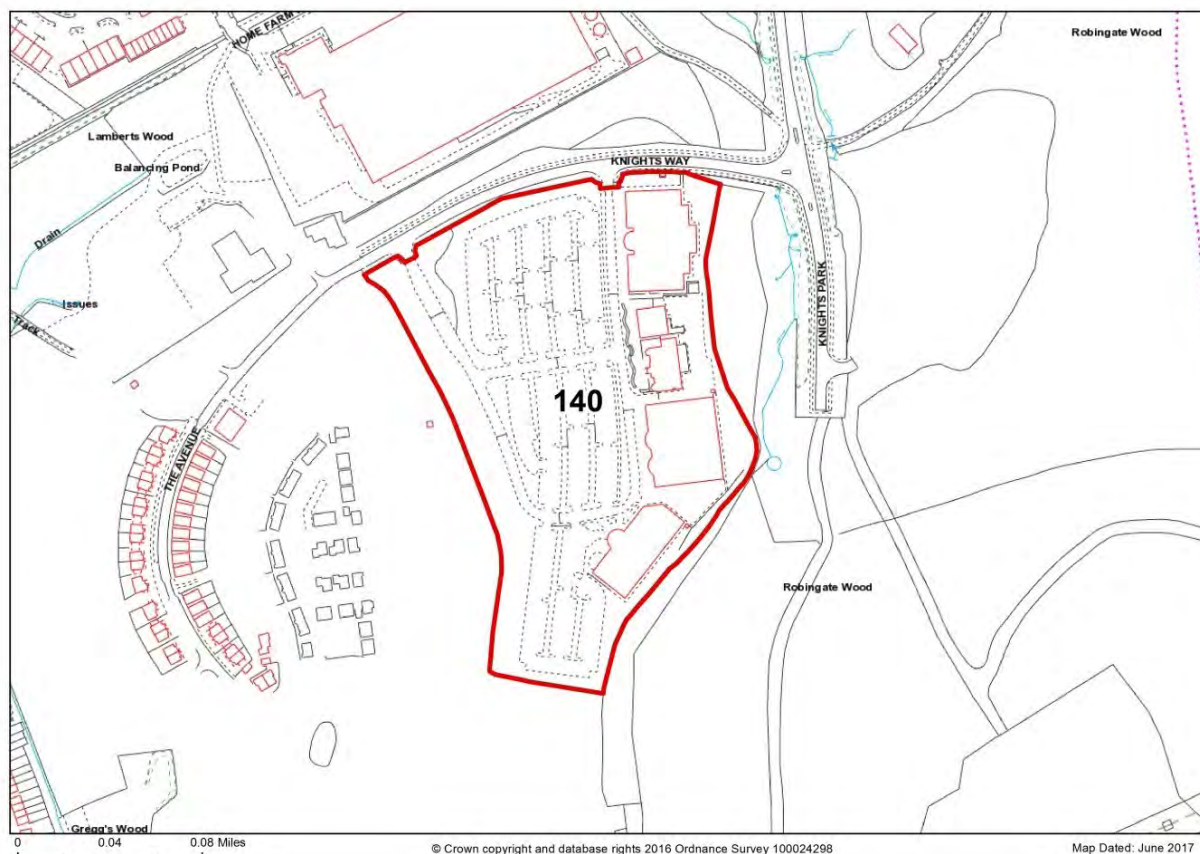 HOME FARM
Robingate Wood
Lamberts Wood
Balancing Pond
KNIGHTS WAY
Drain
Issues
Track
KNIGHTS PARK
140
THE AVENUE
Robingate Wood
Gregg's Wood
0 0.04 0.08 Miles
© Crown copyright and database rights 2016 Ordnance Survey 100024298
Map Dated: June 2017